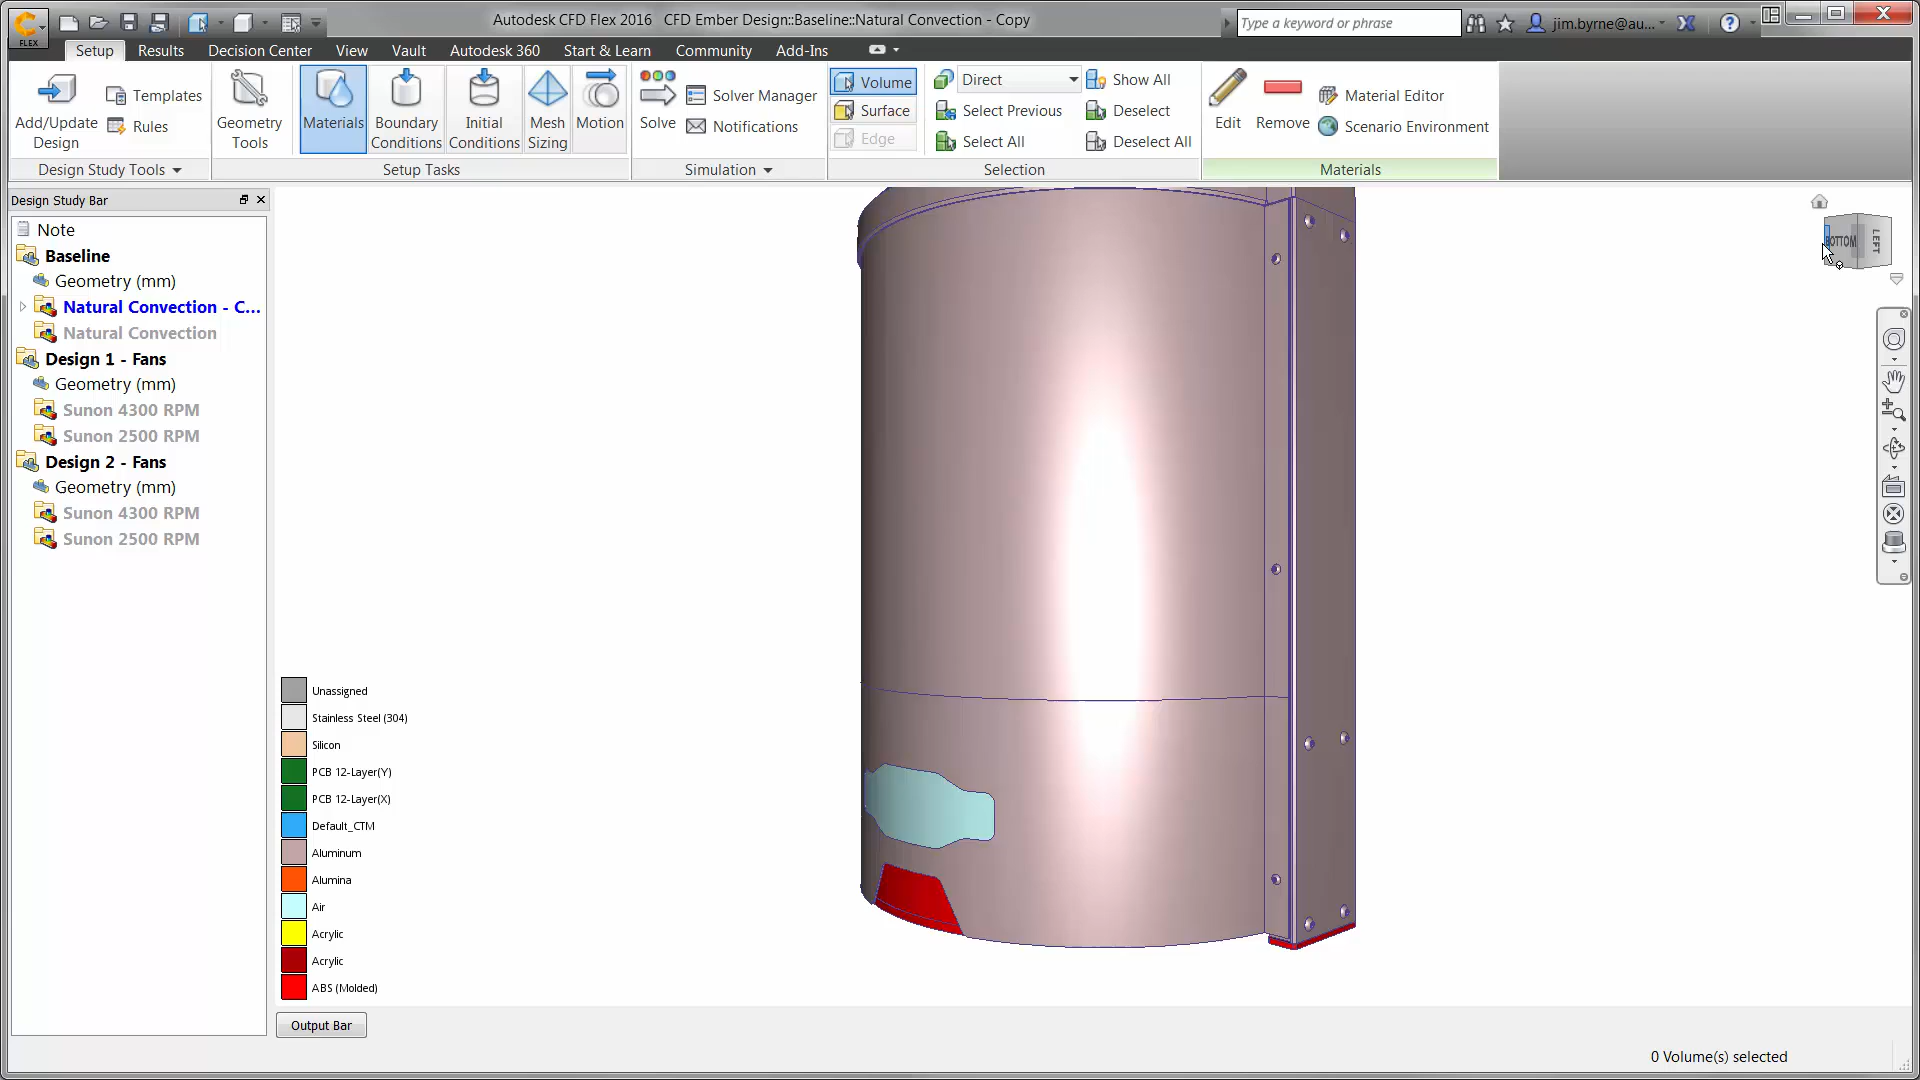 Autodesk CFD Flex 2016 CFD Ember Design::Baseline::Natural Convection - Copy
Type a keyword or phrase
jim.byrne@au...
FLEX
Setup Results Decision Center View Vault Autodesk 360 Start & Learn Community Add-Ins
Add/Update Design
Templates
Rules
Design Study Tools
Geometry Tools
Materials
Boundary Conditions
Initial Conditions
Mesh Sizing
Motion
Setup Tasks
Solve
Solver Manager
Notifications
Simulation
Volume
Surface
Edge
Direct
Select Previous
Select All
Show All
Deselect
Deselect All
Selection
Edit
Remove
Material Editor
Scenario Environment
Materials
Design Study Bar
Note
Baseline
Geometry (mm)
Natural Convection - C...
Natural Convection
Design 1 - Fans
Geometry (mm)
Sunon 4300 RPM
Sunon 2500 RPM
Design 2 - Fans
Geometry (mm)
Sunon 4300 RPM
Sunon 2500 RPM
BOTTOM
LEFT
Unassigned
Stainless Steel (304)
Silicon
PCB 12-Layer(Y)
PCB 12-Layer(X)
Default_CTM
Aluminum
Alumina
Air
Acrylic
Acrylic
ABS (Molded)
Output Bar
0 Volume(s) selected